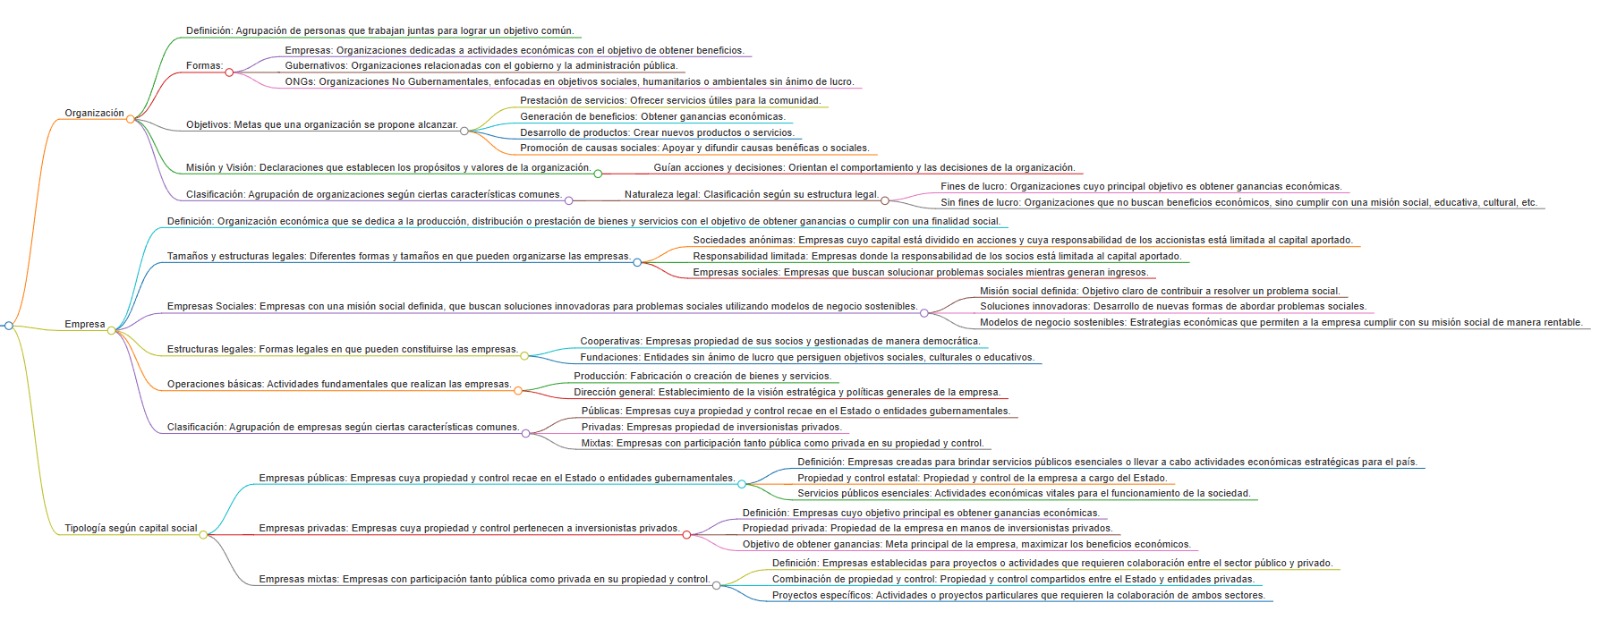 Organización
Definición: Agrupación de personas que trabajan juntas para lograr un objetivo común.
Formas:
Empresas: Organizaciones dedicadas a actividades económicas con el objetivo de obtener beneficios.
Gubernativos: Organizaciones relacionadas con el gobierno y la administración pública.
ONGs: Organizaciones No Gubernamentales, enfocadas en objetivos sociales, humanitarios o ambientales sin ánimo de lucro.
Objetivos: Metas que una organización se propone alcanzar.
Prestación de servicios: Ofrecer servicios útiles para la comunidad.
Generación de beneficios: Obtener ganancias económicas.
Desarrollo de productos: Crear nuevos productos o servicios.
Promoción de causas sociales: Apoyar y difundir causas benéficas o sociales.
Misión y Visión: Declaraciones que establecen los propósitos y valores de la organización.
Guían acciones y decisiones: Orientan el comportamiento y las decisiones de la organización.
Clasificación: Agrupación de organizaciones según ciertas características comunes.
Naturaleza legal: Clasificación según su estructura legal.
Fines de lucro: Organizaciones cuyo principal objetivo es obtener ganancias económicas.
Sin fines de lucro: Organizaciones que no buscan beneficios económicos, sino cumplir con una misión social, educativa, cultural, etc.
Empresa
Definición: Organización económica que se dedica a la producción, distribución o prestación de bienes y servicios con el objetivo de obtener ganancias o cumplir con una finalidad social.
Tamaños y estructuras legales: Diferentes formas y tamaños en que pueden organizarse las empresas.
Sociedades anónimas: Empresas cuyo capital está dividido en acciones y cuya responsabilidad de los accionistas está limitada al capital aportado.
Responsabilidad limitada: Empresas donde la responsabilidad de los socios está limitada al capital aportado.
Empresas sociales: Empresas que buscan solucionar problemas sociales mientras generan ingresos.
Empresas Sociales: Empresas con una misión social definida, que buscan soluciones innovadoras para problemas sociales utilizando modelos de negocio sostenibles.
Misión social definida: Objetivo claro de contribuir a resolver un problema social.
Soluciones innovadoras: Desarrollo de nuevas formas de abordar problemas sociales.
Modelos de negocio sostenibles: Estrategias económicas que permiten a la empresa cumplir con su misión social de manera rentable.
Estructuras legales: Formas legales en que pueden constituirse las empresas.
Cooperativas: Empresas propiedad de sus socios y gestionadas de manera democrática.
Fundaciones: Entidades sin ánimo de lucro que persiguen objetivos sociales, culturales o educativos.
Operaciones básicas: Actividades fundamentales que realizan las empresas.
Producción: Fabricación o creación de bienes y servicios.
Dirección general: Establecimiento de la visión estratégica y políticas generales de la empresa.
Clasificación: Agrupación de empresas según ciertas características comunes.
Públicas: Empresas cuya propiedad y control recae en el Estado o entidades gubernamentales.
Privadas: Empresas propiedad de inversionistas privados.
Mixtas: Empresas con participación tanto pública como privada en su propiedad y control.
Tipología según capital social
Empresas públicas: Empresas cuya propiedad y control recae en el Estado o entidades gubernamentales.
Definición: Empresas creadas para brindar servicios públicos esenciales o llevar a cabo actividades económicas estratégicas para el país.
Propiedad y control estatal: Propiedad y control de la empresa a cargo del Estado.
Servicios públicos esenciales: Actividades económicas vitales para el funcionamiento de la sociedad.
Empresas privadas: Empresas cuya propiedad y control pertenecen a inversionistas privados.
Definición: Empresas cuyo objetivo principal es obtener ganancias económicas.
Propiedad privada: Propiedad de la empresa en manos de inversionistas privados.
Objetivo de obtener ganancias: Meta principal de la empresa, maximizar los beneficios económicos.
Empresas mixtas: Empresas con participación tanto pública como privada en su propiedad y control.
Definición: Empresas establecidas para proyectos o actividades que requieren colaboración entre el sector público y privado.
Combinación de propiedad y control: Propiedad y control compartidos entre el Estado y entidades privadas.
Proyectos específicos: Actividades o proyectos particulares que requieren la colaboración de ambos sectores.